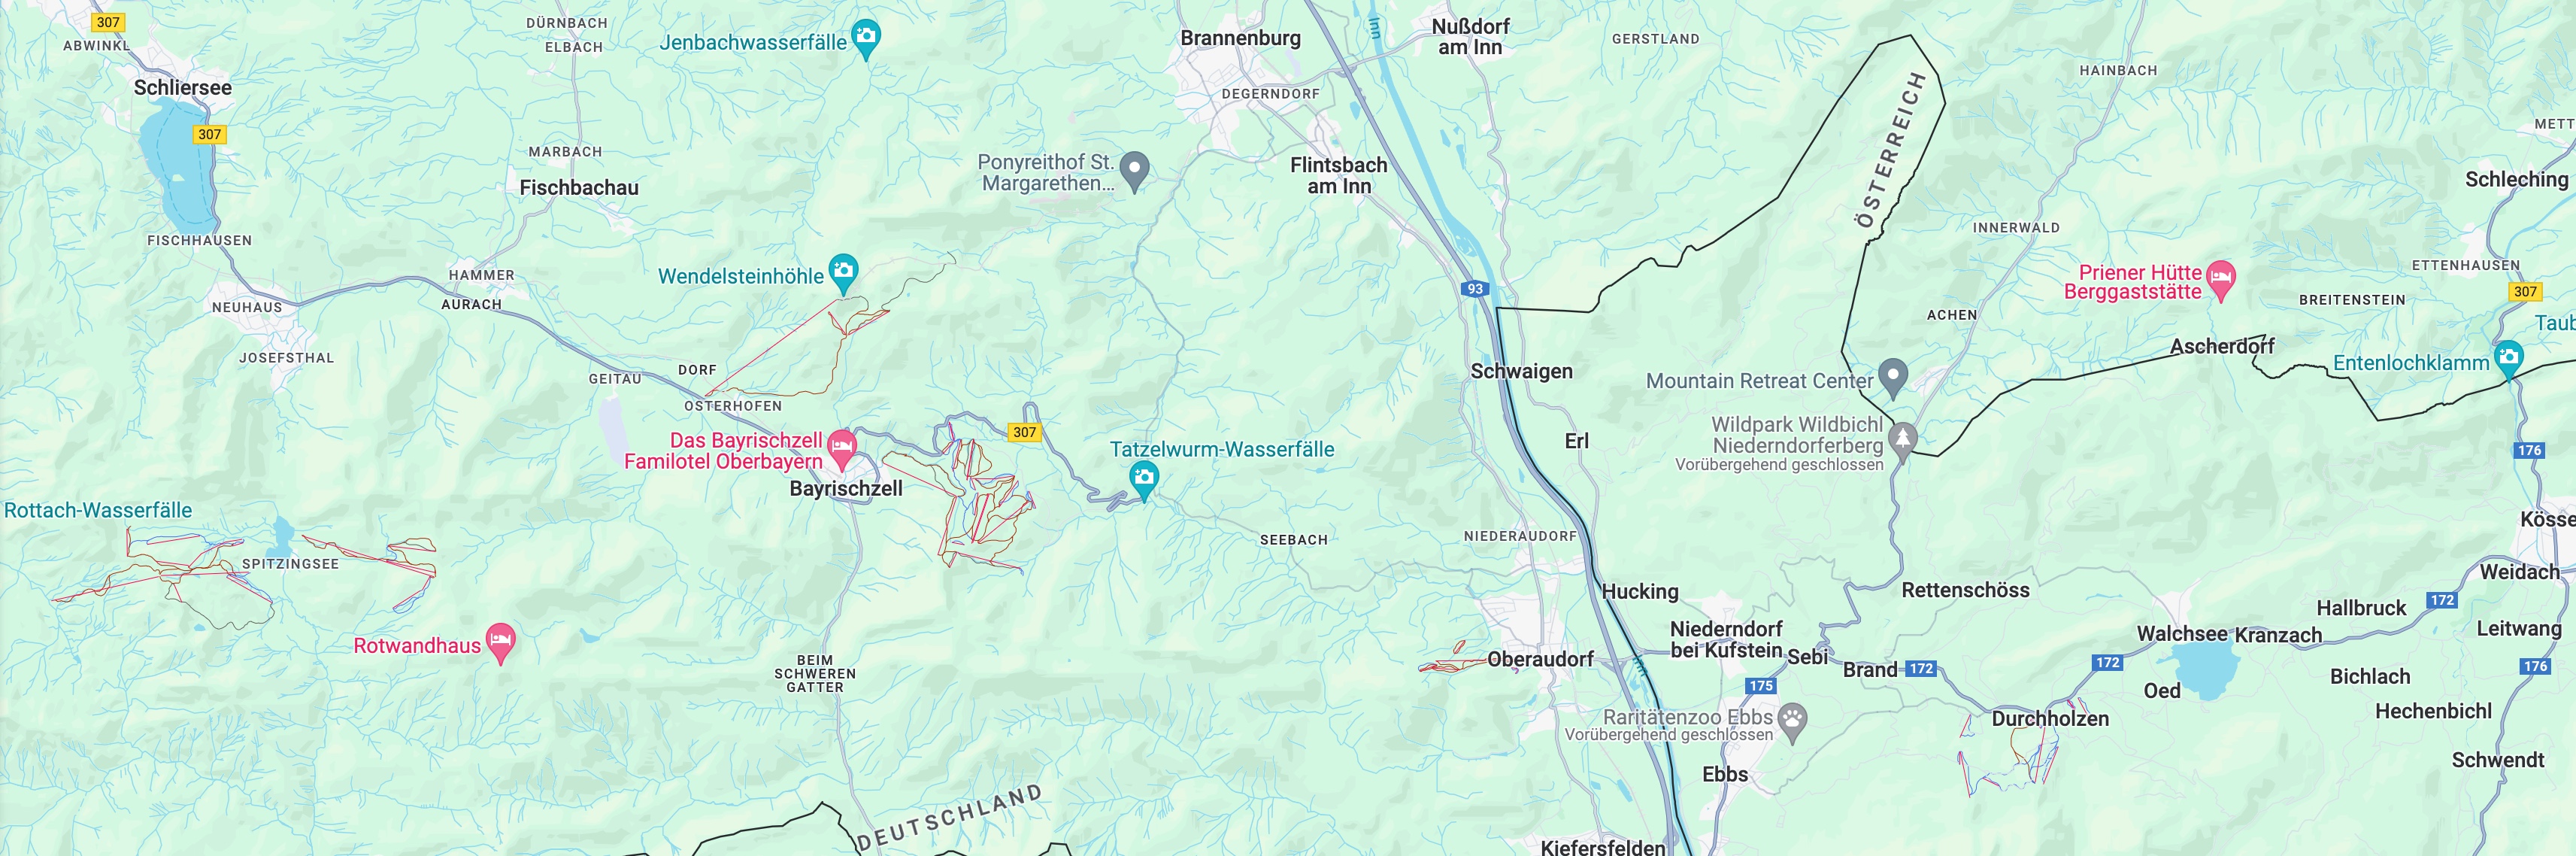 307
ABWINKL
Schliersee
307
FISCHHAUSEN
NEUHAUS
JOSEFSTHAL
DÜRNBACH
ELBACH
MARBACH
Fischbachau
HAMMER
AURACH
GEITAU
DORF
OSTERHOFEN
Jenbachwasserfälle
Wendelsteinhöhle
Das Bayrischzell
Familotel Oberbayern
Bayrischzell
307
Tatzelwurm-Wasserfälle
Rottach-Wasserfälle
SPITZINGSEE
Rotwandhaus
BEIM
SCHWEREN
GATTER
DEUTSCHLAND
Brannenburg
DEGERNDORF
Ponyreithof St.
Margarethen...
Flintsbach
am Inn
Inn
Nußdorf
am Inn
GERSTLAND
93
Schwaigen
Erl
SEEBACH
NIEDERAUDORF
Oberaudorf
Hucking
Inn
Niederndorf
bei Kufstein
Sebi
Brand
172
175
Raritätenzoo Ebbs
Vorübergehend geschlossen
Ebbs
Kiefersfelden
ÖSTERREICH
HAINBACH
INNERWALD
ACHEN
Mountain Retreat Center
Wildpark Wildbichl
Niederndorferberg
Vorübergehend geschlossen
Rettenschöss
Priener Hütte
Berggaststätte
Ascherdorf
BREITENSTEIN
METT
Schleching
ETTENHAUSEN
307
Taub
Entenlochklamm
176
Kösse
Weidach
172
Hallbruck
Leitwang
Walchsee
Kranzach
172
176
Oed
Bichlach
Durchholzen
Hechenbichl
Schwendt